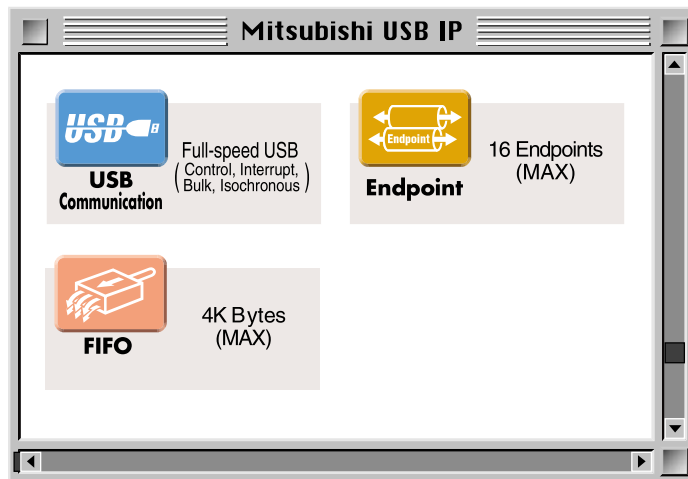 Mitsubishi USB IP
USB
USB
Communication
Full-speed USB
( Control, Interrupt,
Bulk, Isochronous )
Endpoint
Endpoint
16 Endpoints
(MAX)
FIFO
4K Bytes
(MAX)